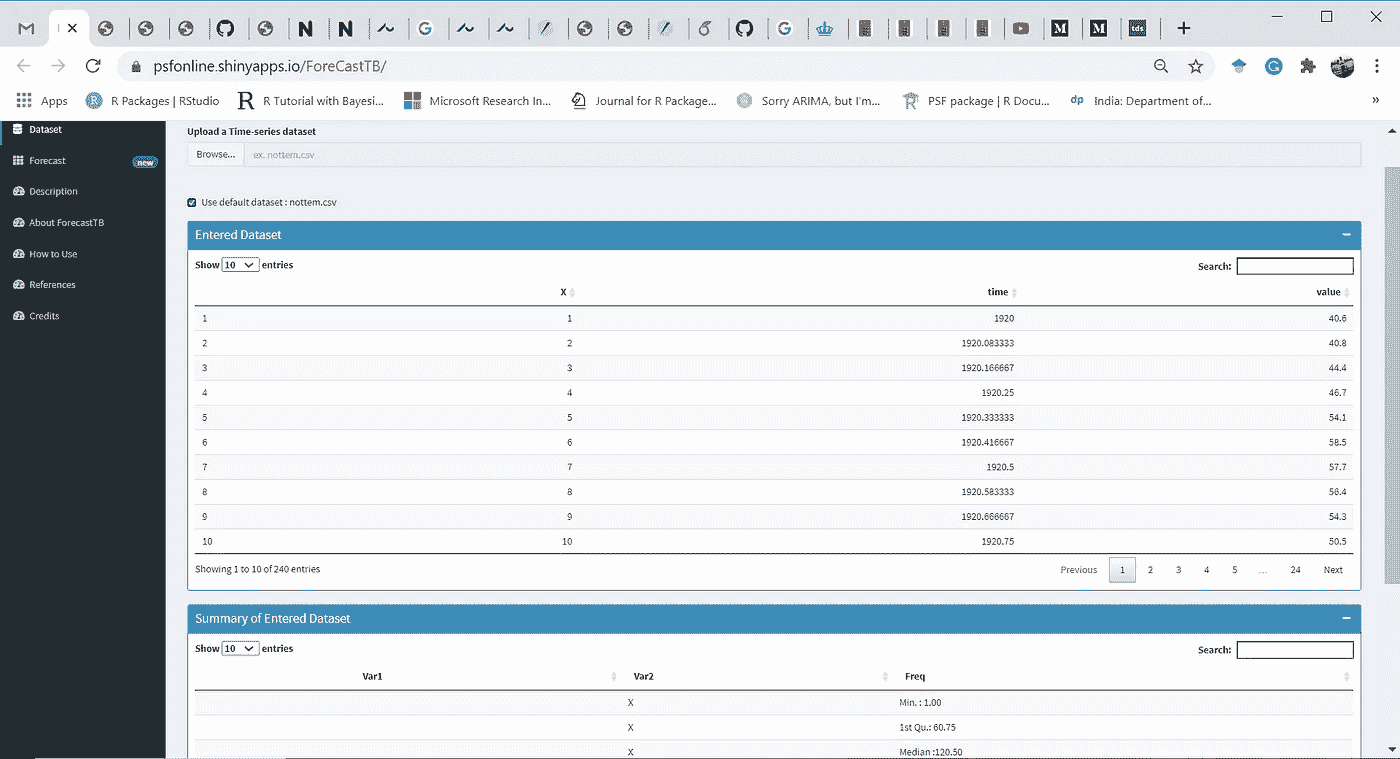 psfonline.shinyapps.io/ForeCastTB/
Apps R Packages | RStudio R Tutorial with Bayesi... Microsoft Research In... Journal for R Package... Sorry ARIMA, but I'm... PSF package | R Docu... dp India: Department of... »
Dataset
Forecast new
Description
About ForecastTB
How to Use
References
Credits
Upload a Time-series dataset
Browse... ex. nottem.csv
Use default dataset : nottem.csv
Entered Dataset
Show 10 entries Search:
X time value
1 1 1920 40.6
2 2 1920.083333 40.8
3 3 1920.166667 44.4
4 4 1920.25 46.7
5 5 1920.333333 54.1
6 6 1920.416667 58.5
7 7 1920.5 57.7
8 8 1920.583333 56.4
9 9 1920.666667 54.3
10 10 1920.75 50.5
Showing 1 to 10 of 240 entries Previous 1 2 3 4 5 ... 24 Next
Summary of Entered Dataset
Show 10 entries Search:
Var1 Var2 Freq
X Min. : 1.00
X 1st Qu.: 60.75
X Median :120.50